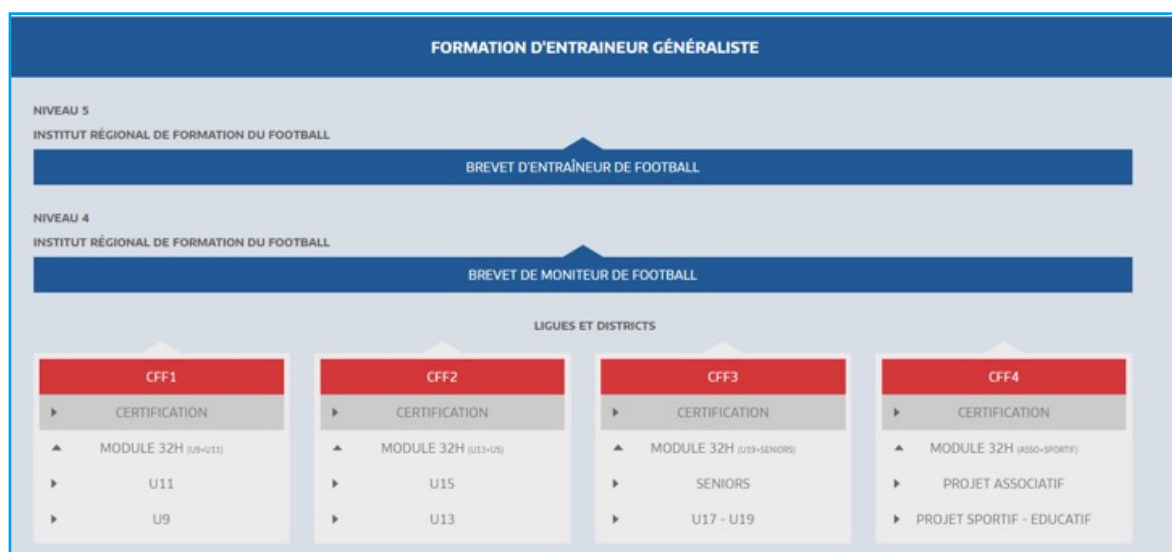 FORMATION D'ENTRAINEUR GÉNÉRALISTE
NIVEAU 5
INSTITUT RÉGIONAL DE FORMATION DU FOOTBALL
BREVET D'ENTRAÎNEUR DE FOOTBALL
NIVEAU 4
INSTITUT RÉGIONAL DE FORMATION DU FOOTBALL
BREVET DE MONITEUR DE FOOTBALL
LIGUES ET DISTRICTS
CFF1
CERTIFICATION
MODULE 32H (U9+U11)
U11
U9
CFF2
CERTIFICATION
MODULE 32H (U13+U5)
U15
U13
CFF3
CERTIFICATION
MODULE 32H (U19+SENIORS)
SENIORS
U17 - U19
CFF4
CERTIFICATION
MODULE 32H (ASSO+SPORTIF)
PROJET ASSOCIATIF
PROJET SPORTIF - EDUCATIF